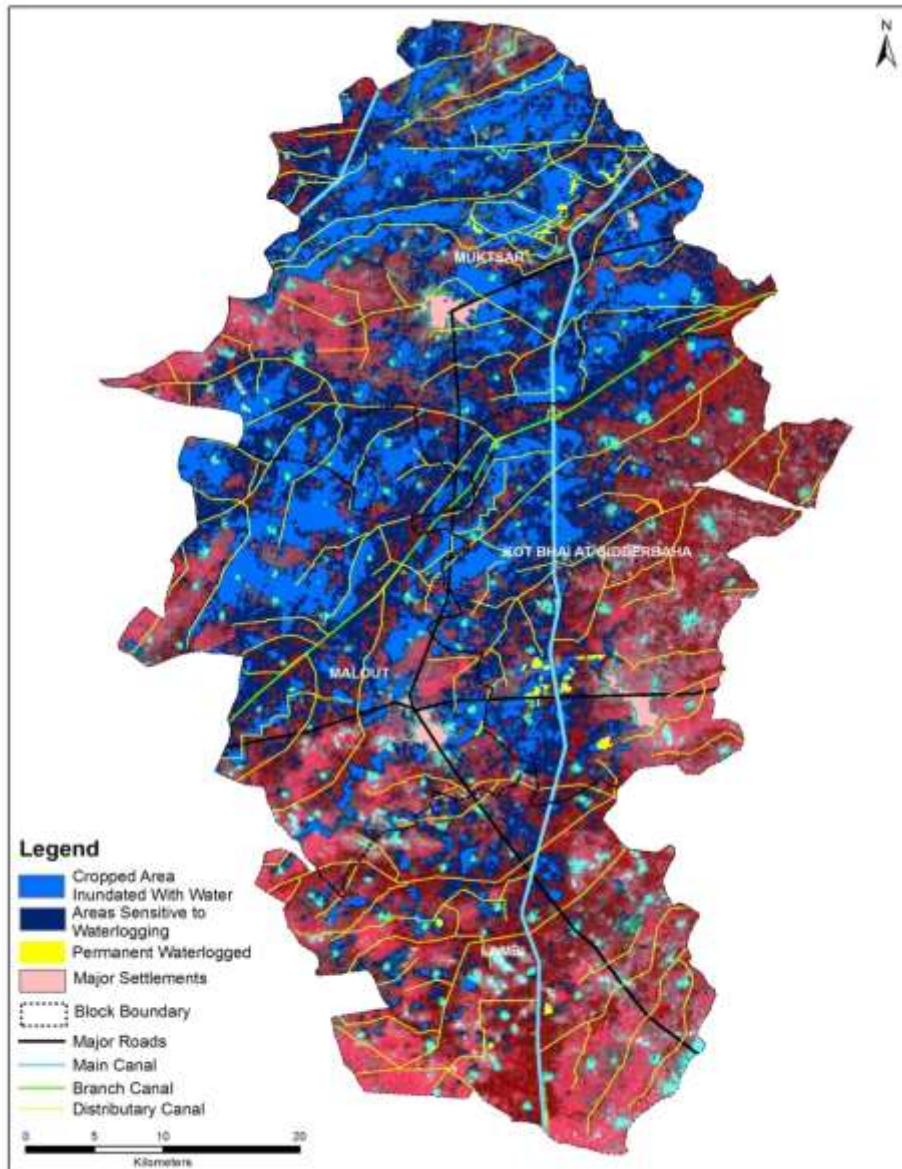 N
MUKTSAR
KOT BHAI AT GIDDERBAHA
MALOUT
LAMBI
Legend
Cropped Area
Inundated With Water
Areas Sensitive to
Waterlogging
Permanent Waterlogged
Major Settlements
Block Boundary
Major Roads
Main Canal
Branch Canal
Distributary Canal
0 5 10 20
Kilometers